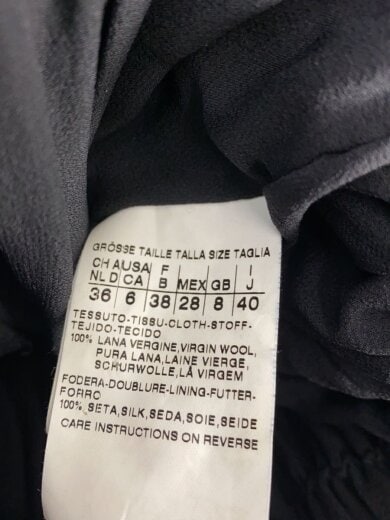 GRÖSSE TAILLE TALLA SIZE TAGLIA
CH AUSA F I
NL D CA B MEX GB J
36 6 38 28 8 40
TESSUTO-TISSU-CLOTH-STOFF-
TEJIDO-TECIDO
100% LANA VERGINE,VIRGIN WOOL,
PURA LANA,LAINE VIERGE,
SCHURWOLLE,LÃ VIRGEM
FODERA-DOUBLURE-LINING-FUTTER-
FORRO
100% SETA,SILK,SEDA,SOIE,SEIDE
CARE INSTRUCTIONS ON REVERSE